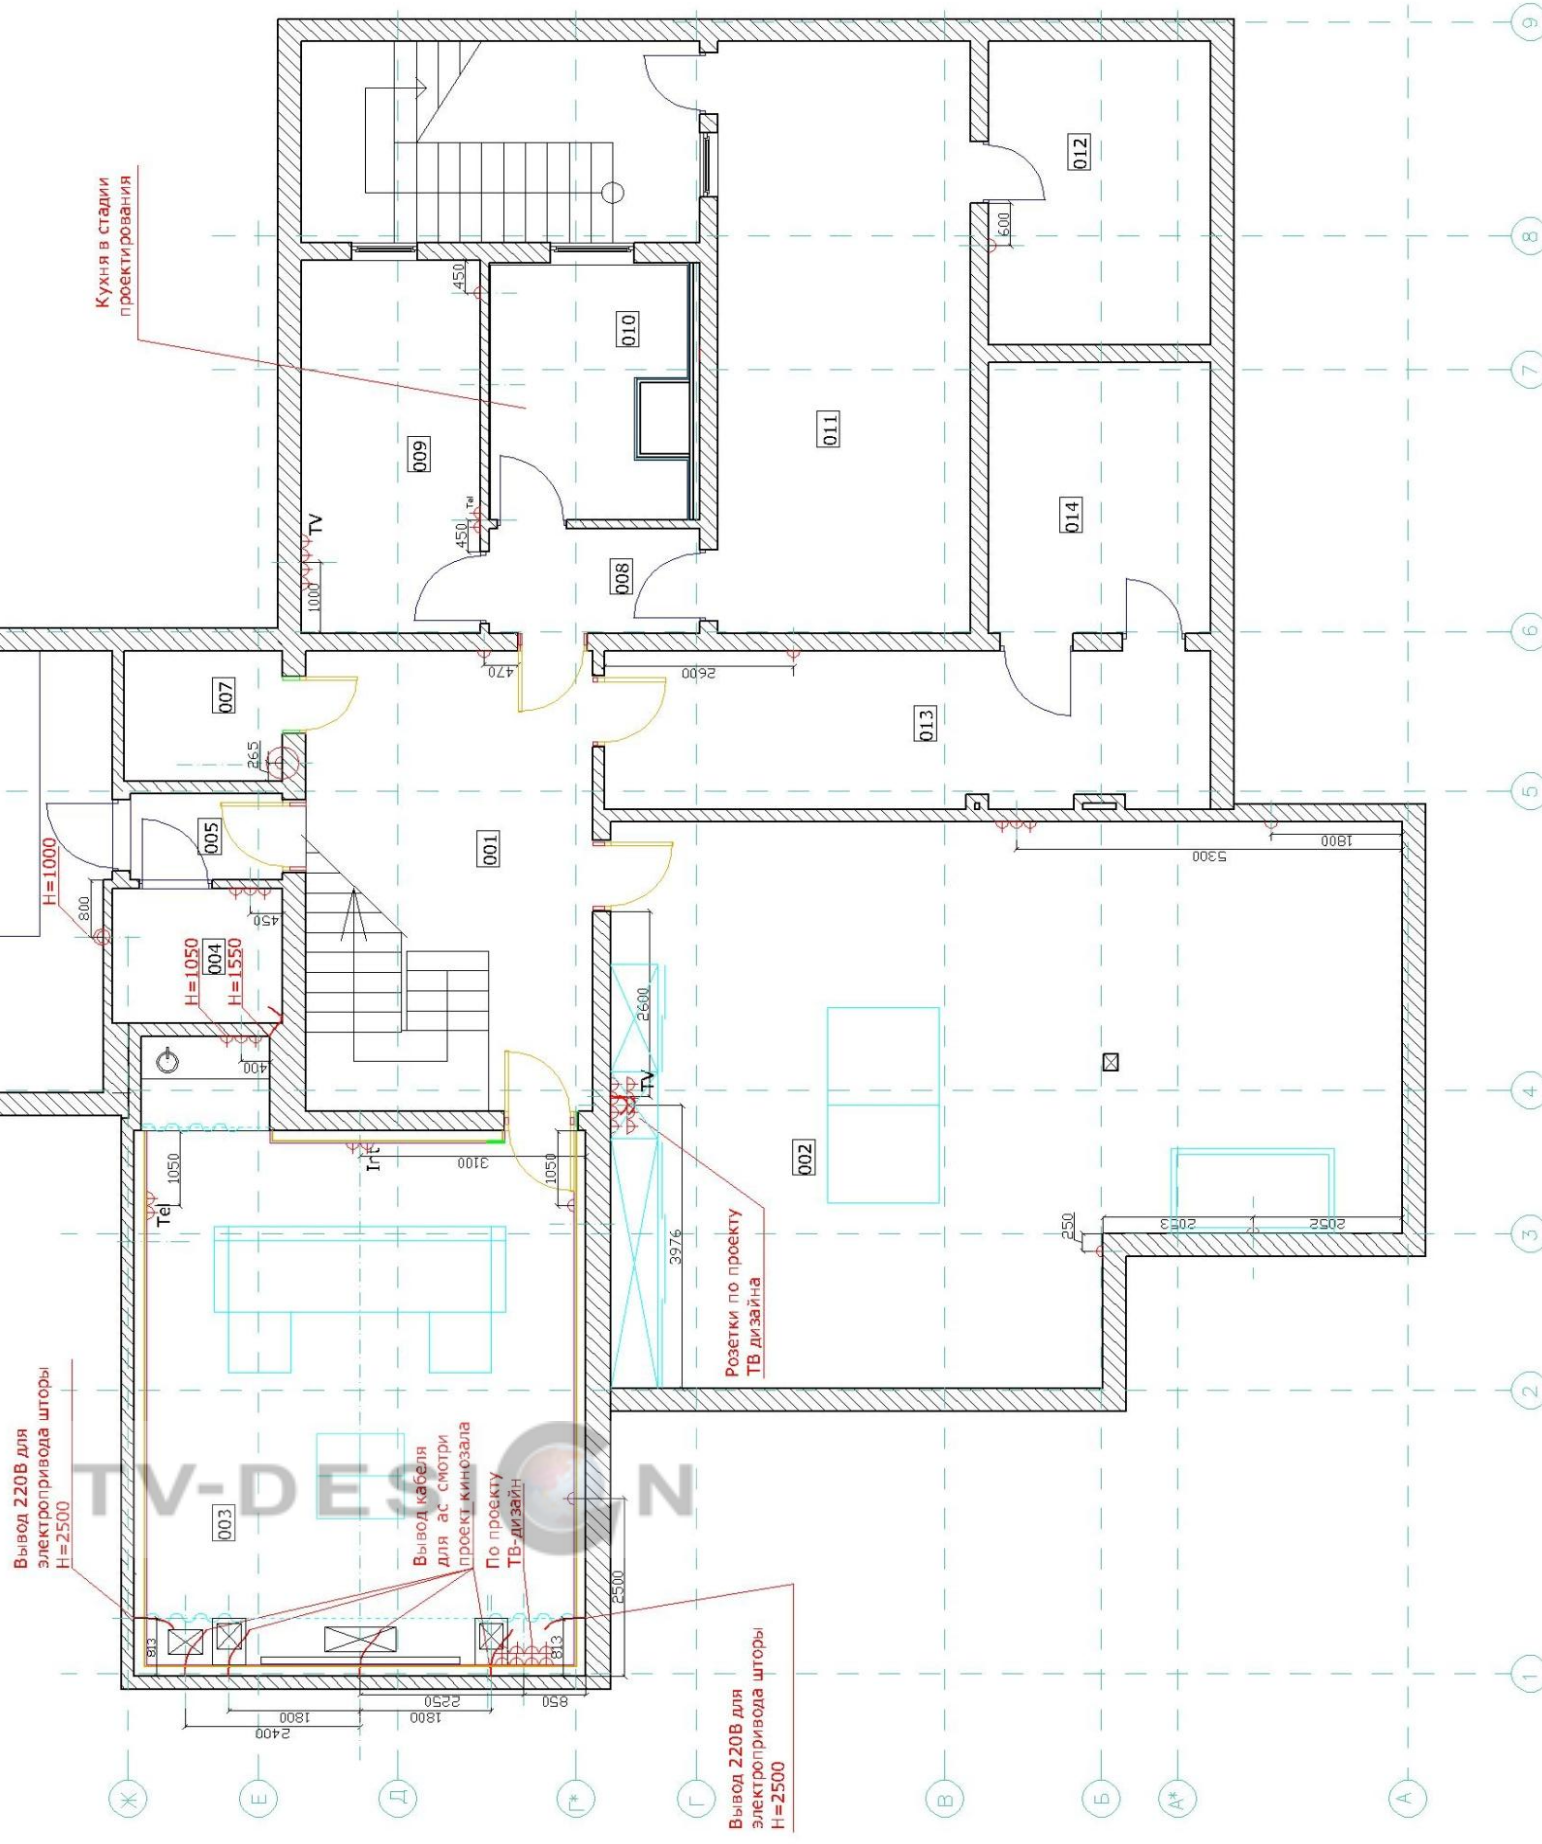 Кухня в стадии
проектирования
9
8
7
6
5
4
3
2
1
Ж
Е
Д
Г*
Г
В
Б
А*
А
012
600
450
010
009
011
TV
Tel
450
1000
008
014
007
470
2600
013
265
005
H=1000
800
450
004
H=1050
H=1550
400
001
1800
5300
2600
TV
Int
3100
1050
1050
Tel
002
250
2053
2052
3976
Розетки по проекту
ТВ дизайна
Вывод 220В для
электропривода шторы
H=2500
TV-DESIGN
003
Вывод кабеля
для ас смотри
проект кинозала
По проекту
ТВ-дизайн
2500
813
813
2250
850
1800
1800
2400
Вывод 220В для
электропривода шторы
H=2500